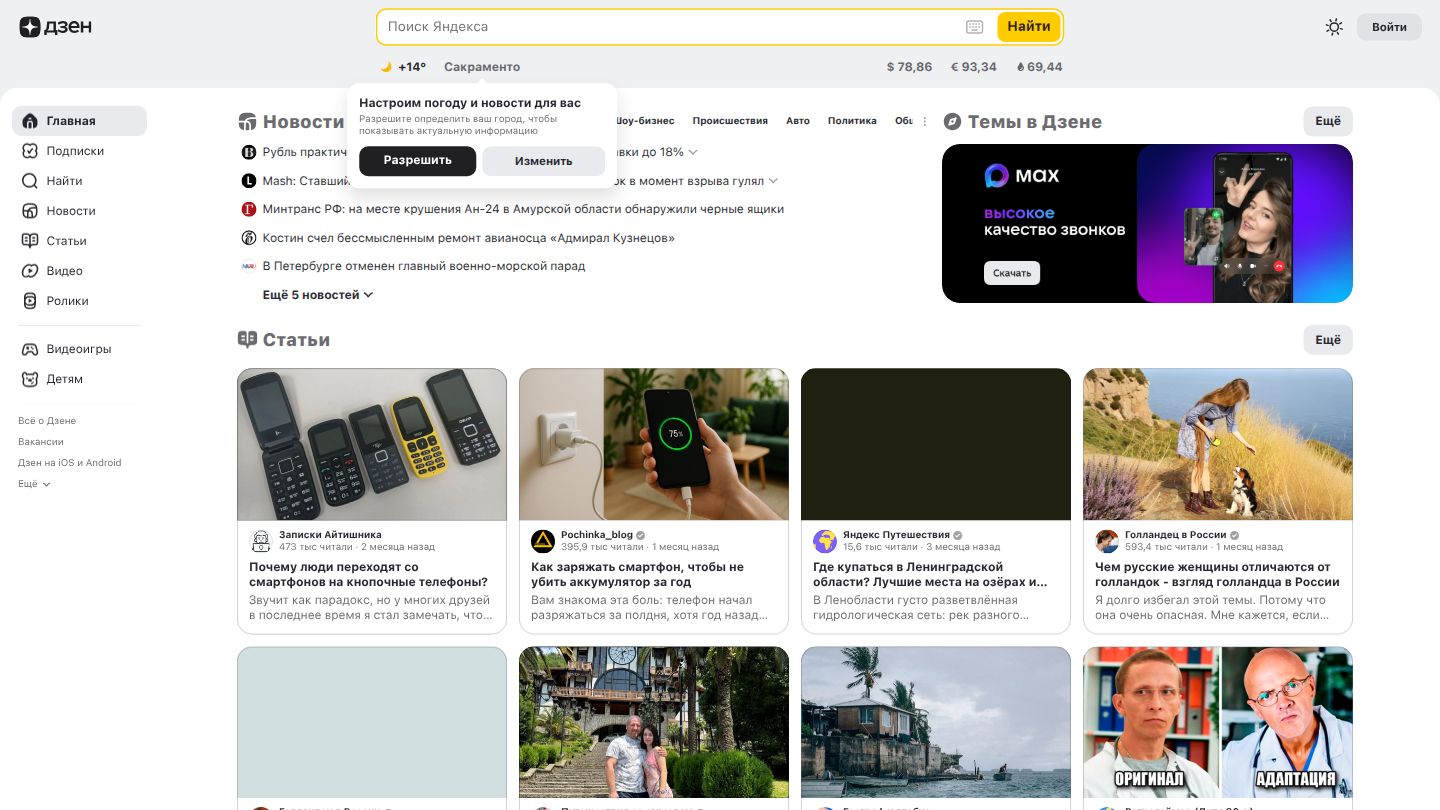 дзен
Поиск Яндекса
Найти
Войти
+14°
Сакраменто
$ 78,86
€ 93,34
69,44
Настроим погоду и новости для вас
Разрешите определить ваш город, чтобы
показывать актуальную информацию
Разрешить
Изменить
Главная
Подписки
Найти
Новости
Статьи
Видео
Ролики
Видеоигры
Детям
Всё о Дзене
Вакансии
Дзен на iOS и Android
Ещё
Новости
Шоу-бизнес
Происшествия
Авто
Политика
Рубль
до 18%
Mash: Ставший
в момент взрыва гулял
Минтранс РФ: на месте крушения Ан-24 в Амурской области обнаружили черные ящики
Костин счел бессмысленным ремонт авианосца «Адмирал Кузнецов»
В Петербурге отменен главный военно-морской парад
Ещё 5 новостей
Темы в Дзене
Ещё
мах
высокое
качество звонков
Скачать
Статьи
Ещё
75%
Записки Айтишника
473 тыс читали · 2 месяца назад
Почему люди переходят со
смартфонов на кнопочные телефоны?
Звучит как парадокс, но у многих друзей
в последнее время я стал замечать, что...
Pochinka_blog
395,9 тыс читали · 1 месяц назад
Как заряжать смартфон, чтобы не
убить аккумулятор за год
Вам знакома эта боль: телефон начал
разряжаться за полдня, хотя год назад...
Яндекс Путешествия
15,6 тыс читали · 3 месяца назад
Где купаться в Ленинградской
области? Лучшие места на озёрах и...
В Ленобласти густо разветвлённая
гидрологическая сеть: рек разного...
Голландец в России
593,4 тыс читали · 1 месяц назад
Чем русские женщины отличаются от
голландок - взгляд голландца в России
Я долго избегал этой темы. Потому что
она очень опасная. Мне кажется, если...
ОРИГИНАЛ
АДАПТАЦИЯ